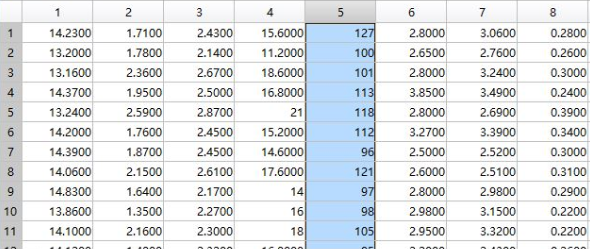 1 2 3 4 5 6 7 8
1 14.2300 1.7100 2.4300 15.6000 127 2.8000 3.0600 0.2800
2 13.2000 1.7800 2.1400 11.2000 100 2.6500 2.7600 0.2600
3 13.1600 2.3600 2.6700 18.6000 101 2.8000 3.2400 0.3000
4 14.3700 1.9500 2.5000 16.8000 113 3.8500 3.4900 0.2400
5 13.2400 2.5900 2.8700 21 118 2.8000 2.6900 0.3900
6 14.2000 1.7600 2.4500 15.2000 112 3.2700 3.3900 0.3400
7 14.3900 1.8700 2.4500 14.6000 96 2.5000 2.5200 0.3000
8 14.0600 2.1500 2.6100 17.6000 121 2.6000 2.5100 0.3100
9 14.8300 1.6400 2.1700 14 97 2.8000 2.9800 0.2900
10 13.8600 1.3500 2.2700 16 98 2.9800 3.1500 0.2200
11 14.1000 2.1600 2.3000 18 105 2.9500 3.3200 0.2200